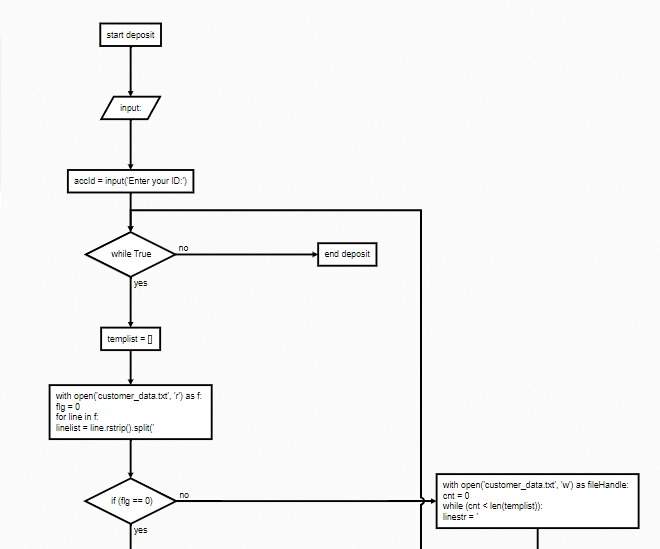 start deposit
input:
accId = input('Enter your ID:')
while True
no
end deposit
yes
templist = []
with open('customer_data.txt', 'r') as f:
flg = 0
for line in f:
linelist = line.rstrip().split('
if (flg == 0)
no
yes
with open('customer_data.txt', 'w') as fileHandle:
cnt = 0
while (cnt < len(templist)):
linestr = '